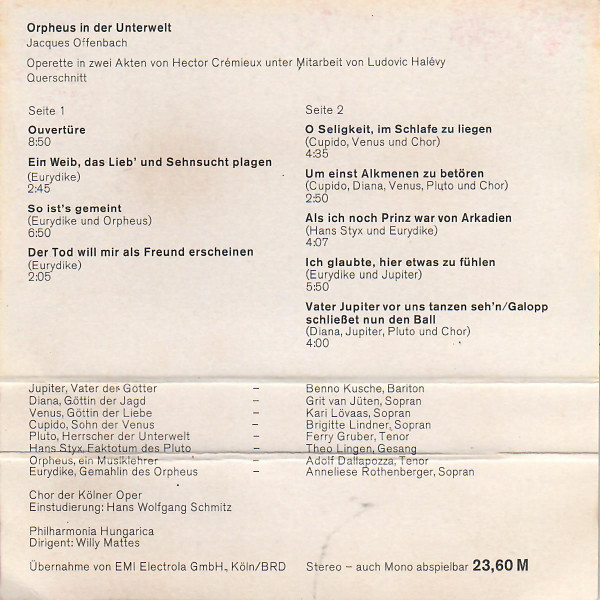 Orpheus in der Unterwelt
Jacques Offenbach
Operette in zwei Akten von Hector Crémieux unter Mitarbeit von Ludovic Halévy
Querschnitt
Seite 1
Ouvertüre
8:50
Ein Weib, das Lieb' und Sehnsucht plagen
(Eurydike)
2:45
So ist's gemeint
(Eurydike und Orpheus)
6:50
Der Tod will mir als Freund erscheinen
(Eurydike)
2:05
Seite 2
O Seligkeit, im Schlafe zu liegen
(Cupido, Venus und Chor)
4:35
Um einst Alkmenen zu betören
(Cupido, Diana, Venus, Pluto und Chor)
2:50
Als ich noch Prinz war von Arkadien
(Hans Styx und Eurydike)
4:07
Ich glaubte, hier etwas zu fühlen
(Eurydike und Jupiter)
5:50
Vater Jupiter vor uns tanzen seh'n/Galopp
schließet nun den Ball
(Diana, Jupiter, Pluto und Chor)
4:00
Jupiter, Vater der Götter – Benno Kusche, Bariton
Diana, Göttin der Jagd – Grit van Jüten, Sopran
Venus, Göttin der Liebe – Kari Lövaas, Sopran
Cupido, Sohn der Venus – Brigitte Lindner, Sopran
Pluto, Herrscher der Unterwelt – Ferry Gruber, Tenor
Hans Styx, Faktotum des Pluto – Theo Lingen, Gesang
Orpheus, ein Musiklehrer – Adolf Dallapozza, Tenor
Eurydike, Gemahlin des Orpheus – Anneliese Rothenberger, Sopran
Chor der Kölner Oper
Einstudierung: Hans Wolfgang Schmitz
Philharmonia Hungarica
Dirigent: Willy Mattes
Übernahme von EMI Electrola GmbH., Köln/BRD
Stereo – auch Mono abspielbar 23,60 M